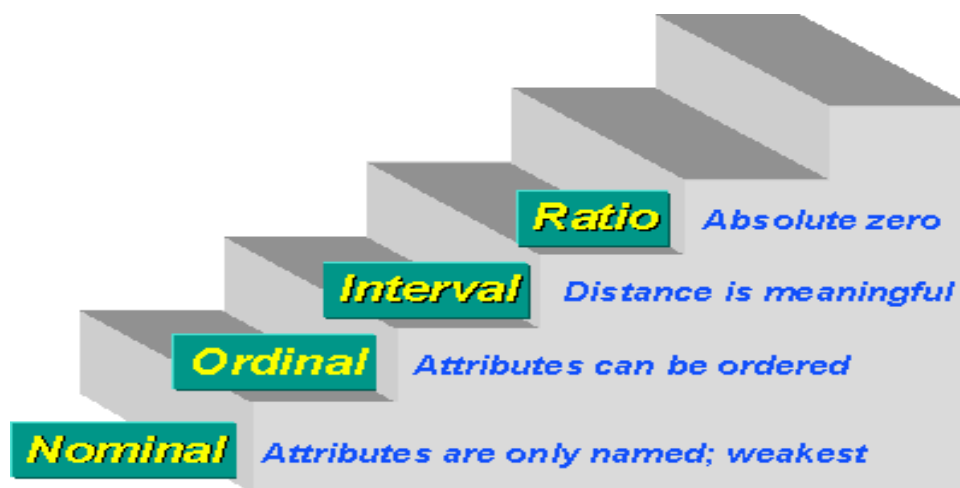 Ratio Absolute zero
Interval Distance is meaningful
Ordinal Attributes can be ordered
Nominal Attributes are only named; weakest